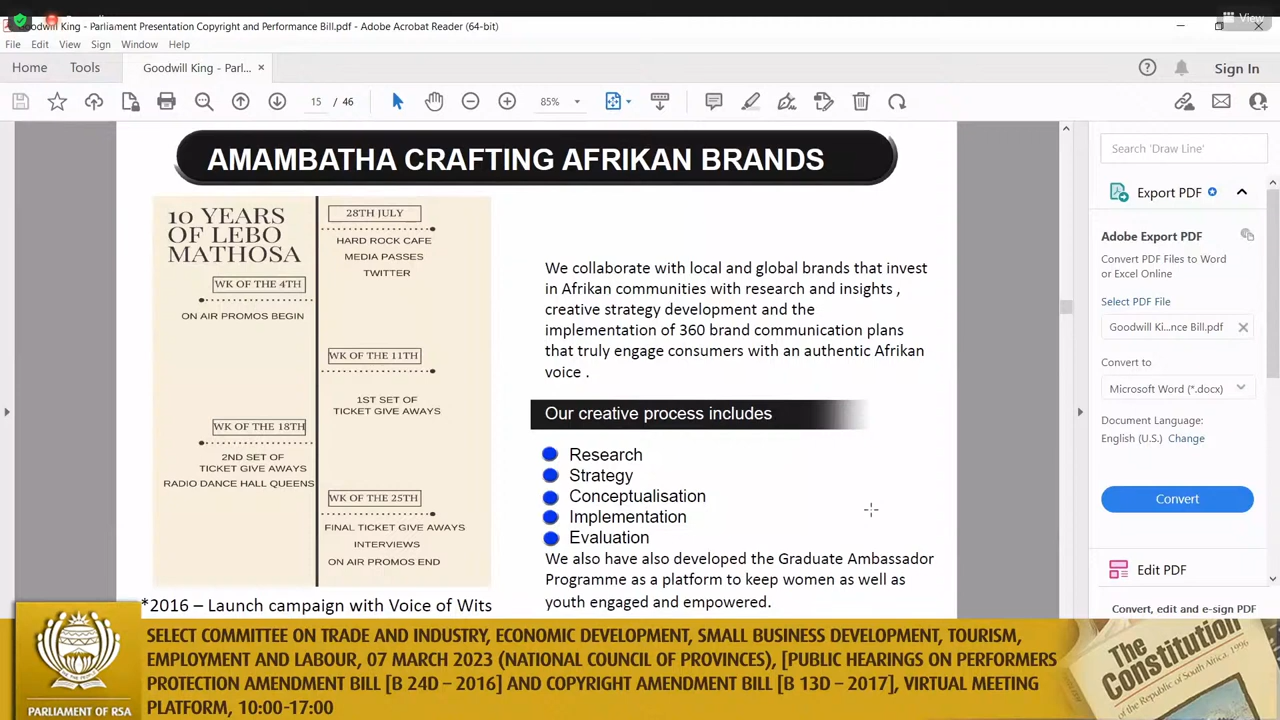 Goodwill King - Parliament Presentation Copyright and Performance Bill.pdf - Adobe Acrobat Reader (64-bit)
View
File Edit View Sign Window Help
Home Tools Goodwill King - Parl... ×
Sign In
15 / 46
85%
AMAMBATHA CRAFTING AFRIKAN BRANDS
10 YEARS
OF LEBO
MATHOSA
28TH JULY
HARD ROCK CAFE
MEDIA PASSES
TWITTER
WK OF THE 4TH
ON AIR PROMOS BEGIN
WK OF THE 11TH
1ST SET OF
TICKET GIVE AWAYS
WK OF THE 18TH
2ND SET OF
TICKET GIVE AWAYS
RADIO DANCE HALL QUEENS
WK OF THE 25TH
FINAL TICKET GIVE AWAYS
INTERVIEWS
ON AIR PROMOS END
*2016 – Launch campaign with Voice of Wits
We collaborate with local and global brands that invest
in Afrikan communities with research and insights ,
creative strategy development and the
implementation of 360 brand communication plans
that truly engage consumers with an authentic Afrikan
voice .
Our creative process includes
Research
Strategy
Conceptualisation
Implementation
Evaluation
We also have also developed the Graduate Ambassador
Programme as a platform to keep women as well as
youth engaged and empowered.
Search 'Draw Line'
Export PDF
Adobe Export PDF
Convert PDF Files to Word
or Excel Online
Select PDF File
Goodwill Ki...nce Bill.pdf
Convert to
Microsoft Word (*.docx)
Document Language:
English (U.S.) Change
Convert
Edit PDF
Convert, edit and e-sign PDF
SELECT COMMITTEE ON TRADE AND INDUSTRY, ECONOMIC DEVELOPMENT, SMALL BUSINESS DEVELOPMENT, TOURISM,
EMPLOYMENT AND LABOUR, 07 MARCH 2023 (NATIONAL COUNCIL OF PROVINCES), [PUBLIC HEARINGS ON PERFORMERS
PROTECTION AMENDMENT BILL [B 24D – 2016] AND COPYRIGHT AMENDMENT BILL [B 13D – 2017], VIRTUAL MEETING
PLATFORM, 10:00-17:00
PARLIAMENT OF RSA
The
Constitution
of the Republic of South Africa, 1996